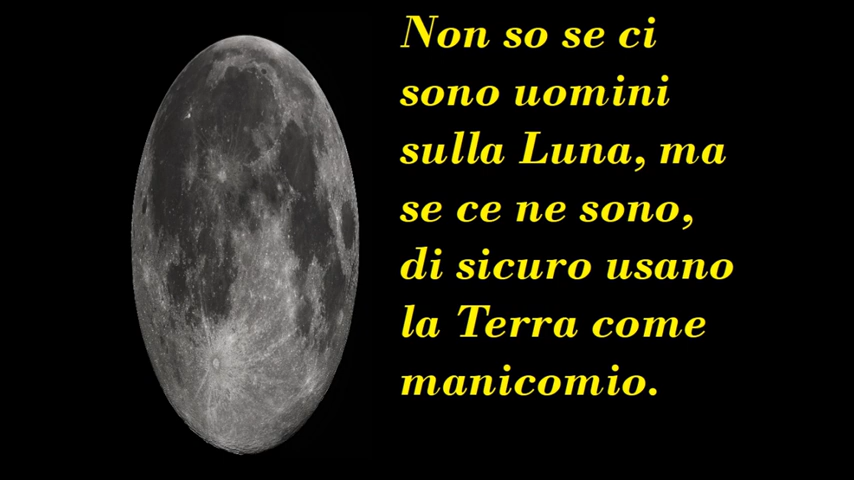 Non so se ci
sono uomini
sulla Luna, ma
se ce ne sono,
di sicuro usano
la Terra come
manicomio.